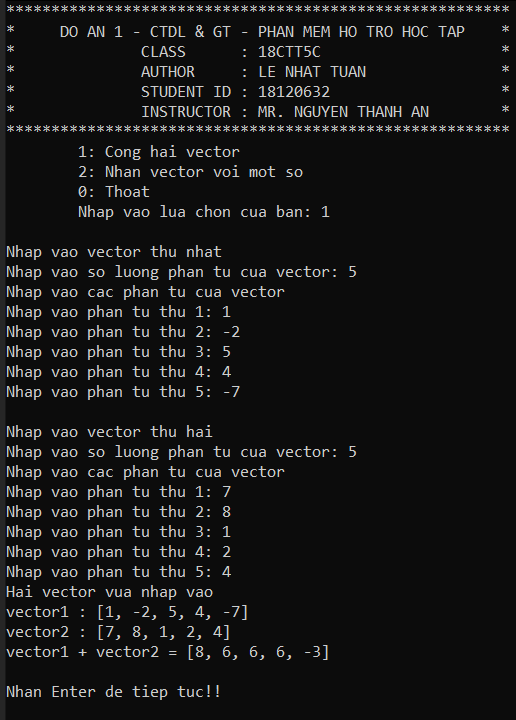 ********************************************************
*     DO AN 1 - CTDL & GT - PHAN MEM HO TRO HOC TAP    *
*              CLASS      : 18CTT5C                    *
*              AUTHOR     : LE NHAT TUAN               *
*              STUDENT ID : 18120632                   *
*              INSTRUCTOR : MR. NGUYEN THANH AN        *
********************************************************
        1: Cong hai vector
        2: Nhan vector voi mot so
        0: Thoat
        Nhap vao lua chon cua ban: 1

Nhap vao vector thu nhat
Nhap vao so luong phan tu cua vector: 5
Nhap vao cac phan tu cua vector
Nhap vao phan tu thu 1: 1
Nhap vao phan tu thu 2: -2
Nhap vao phan tu thu 3: 5
Nhap vao phan tu thu 4: 4
Nhap vao phan tu thu 5: -7

Nhap vao vector thu hai
Nhap vao so luong phan tu cua vector: 5
Nhap vao cac phan tu cua vector
Nhap vao phan tu thu 1: 7
Nhap vao phan tu thu 2: 8
Nhap vao phan tu thu 3: 1
Nhap vao phan tu thu 4: 2
Nhap vao phan tu thu 5: 4
Hai vector vua nhap vao
vector1 : [1, -2, 5, 4, -7]
vector2 : [7, 8, 1, 2, 4]
vector1 + vector2 = [8, 6, 6, 6, -3]

Nhan Enter de tiep tuc!!